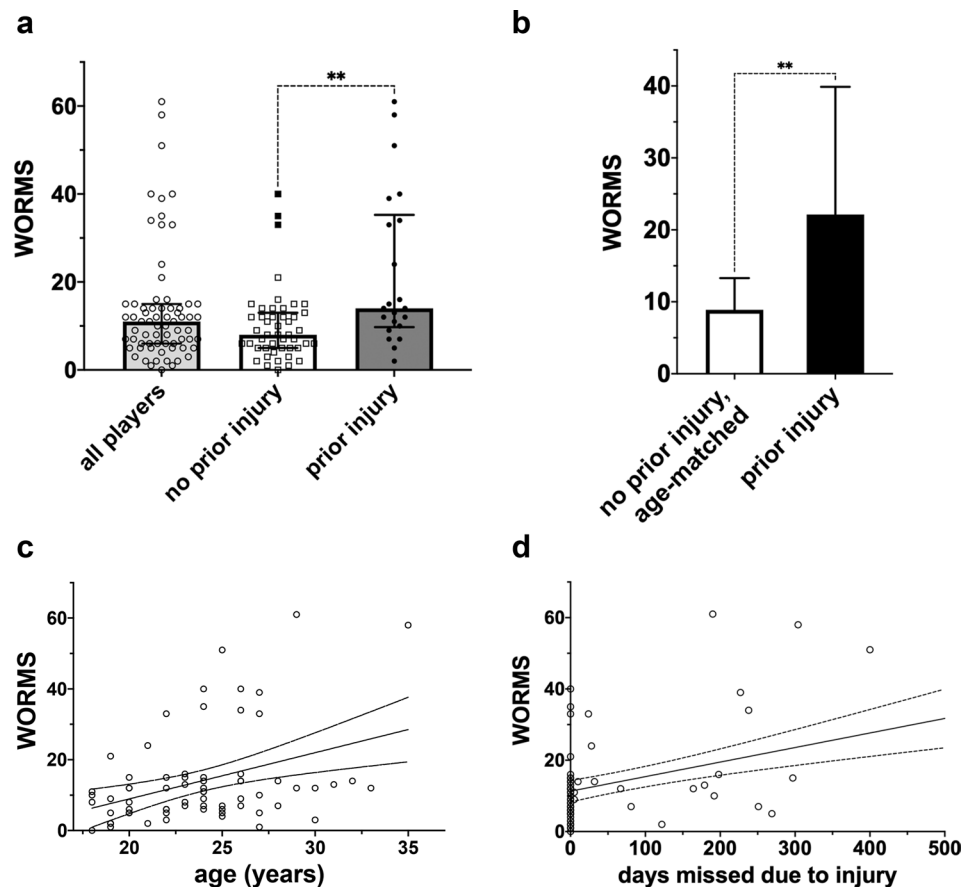 a
b
**
**
WORMS
60
40
20
0
all players
no prior injury
prior injury
WORMS
40
30
20
10
0
no prior injury,
age-matched
prior injury
c
d
WORMS
60
40
20
0
20
25
30
35
age (years)
WORMS
60
40
20
0
0
100
200
300
400
500
days missed due to injury